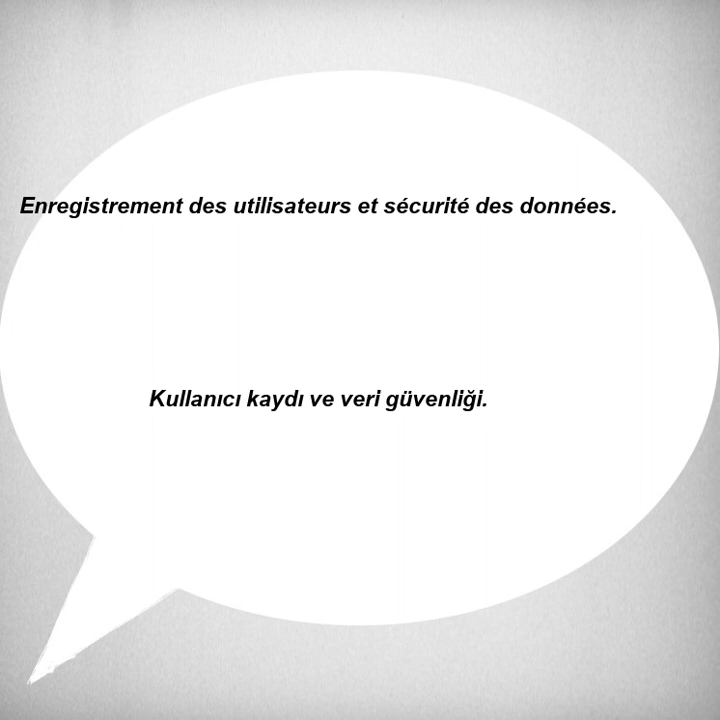 Enregistrement des utilisateurs et sécurité des données.
Kullanıcı kaydı ve veri güvenliği.